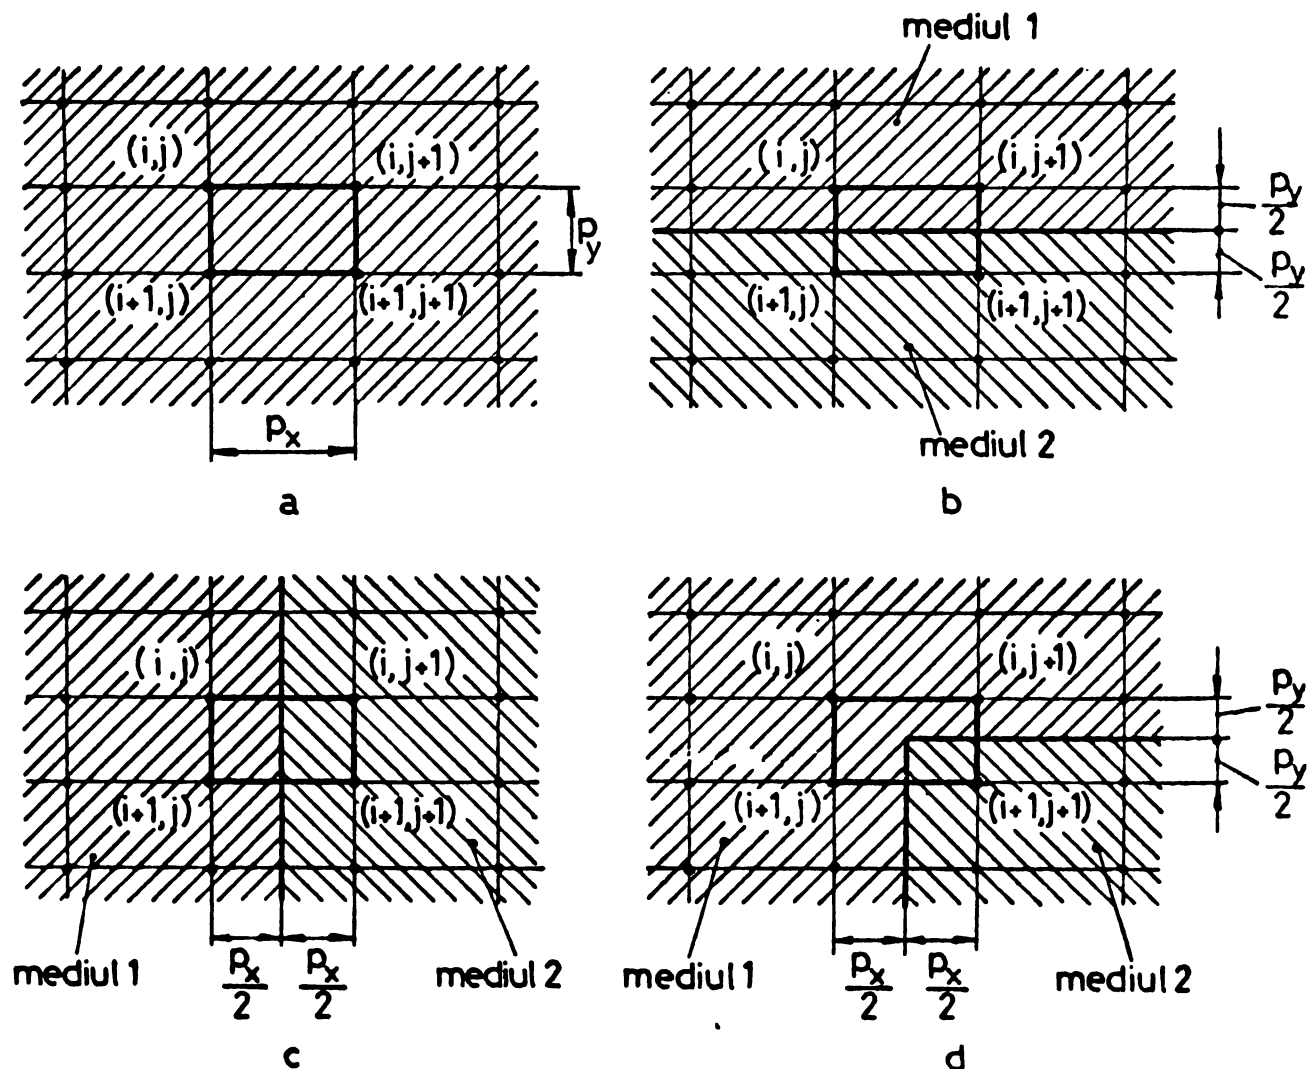 mediul 1
(i,j) (i,j+1)
p_y
(i+1,j) (i+1,j+1)
p_x
a
(i,j) (i,j+1)
p_y/2
p_y/2
(i+1,j) (i+1,j+1)
mediul 2
b
(i,j) (i,j+1)
(i+1,j) (i+1,j+1)
mediul 1 p_x/2 p_x/2 mediul 2
c
(i,j) (i,j+1)
p_y/2
p_y/2
(i+1,j) (i+1,j+1)
mediul 1 p_x/2 p_x/2 mediul 2
d